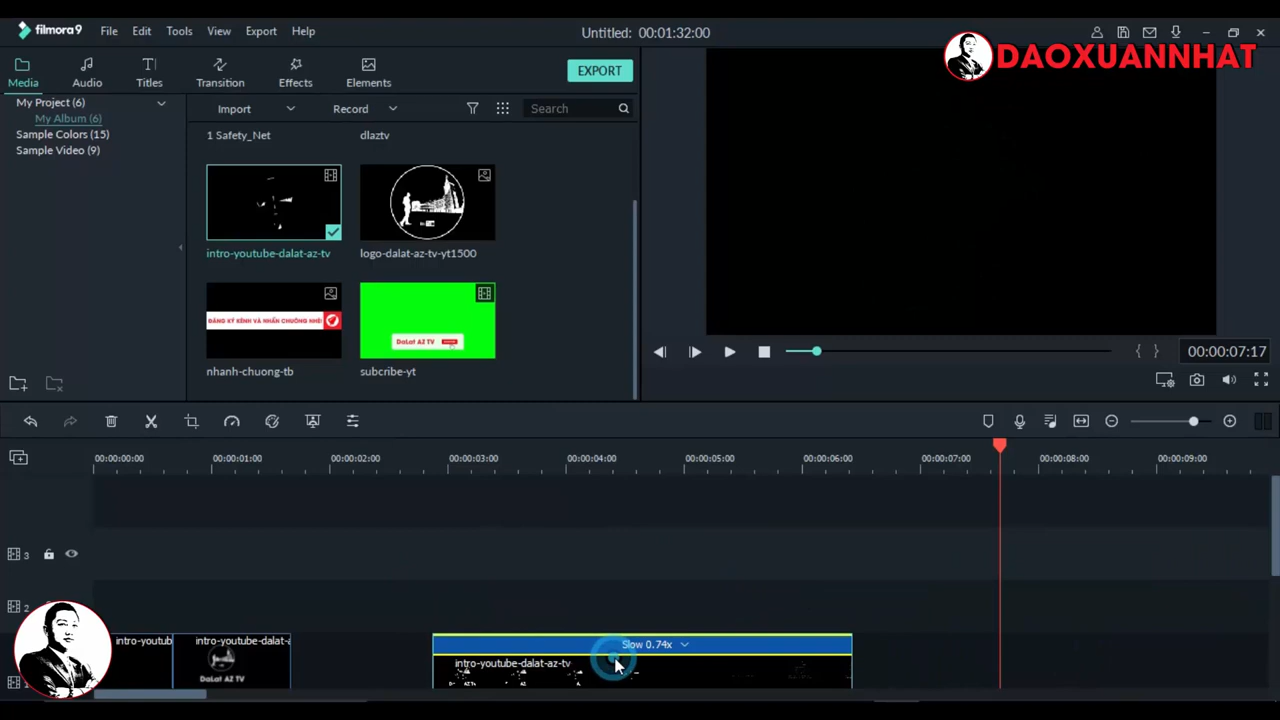 filmora9 File Edit Tools View Export Help Untitled: 00:01:32:00
DAOXUANNHAT
Media Audio Titles Transition Effects Elements EXPORT
My Project (6) Import Record Search
My Album (6)
Sample Colors (15) 1 Safety_Net dlaztv
Sample Video (9)
intro-youtube-dalat-az-tv logo-dalat-az-tv-yt1500
ĐĂNG KÝ KÊNH VÀ NHẤN CHUÔNG NHÉ!
DaLat AZ TV
nhanh-chuong-tb subcribe-yt
00:00:07:17
00:00:00:00 00:00:01:00 00:00:02:00 00:00:03:00 00:00:04:00 00:00:05:00 00:00:06:00 00:00:07:00 00:00:08:00 00:00:09:00
3
2
intro-youtub intro-youtube-dalat-a Slow 0.74x
intro-youtube-dalat-az-tv
DaLat AZ TV
1